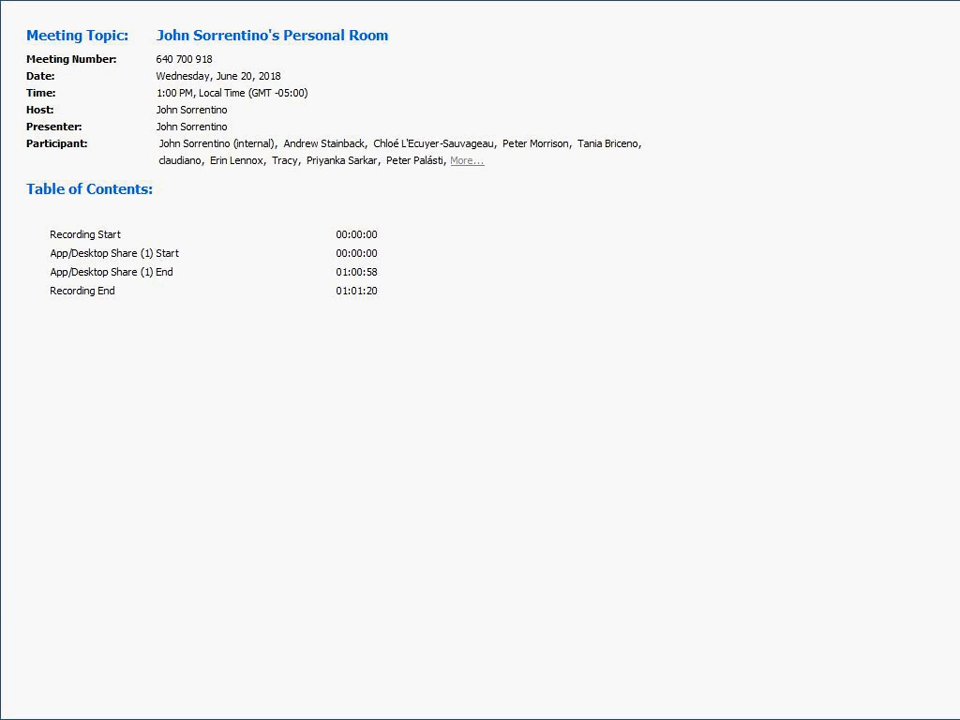 Meeting Topic: John Sorrentino's Personal Room
Meeting Number: 640 700 918
Date: Wednesday, June 20, 2018
Time: 1:00 PM, Local Time (GMT -05:00)
Host: John Sorrentino
Presenter: John Sorrentino
Participant: John Sorrentino (internal), Andrew Stainback, Chloé L'Ecuyer-Sauvageau, Peter Morrison, Tania Briceno,
claudiano, Erin Lennox, Tracy, Priyanka Sarkar, Peter Palásti, More...
Table of Contents:
Recording Start 00:00:00
App/Desktop Share (1) Start 00:00:00
App/Desktop Share (1) End 01:00:58
Recording End 01:01:20